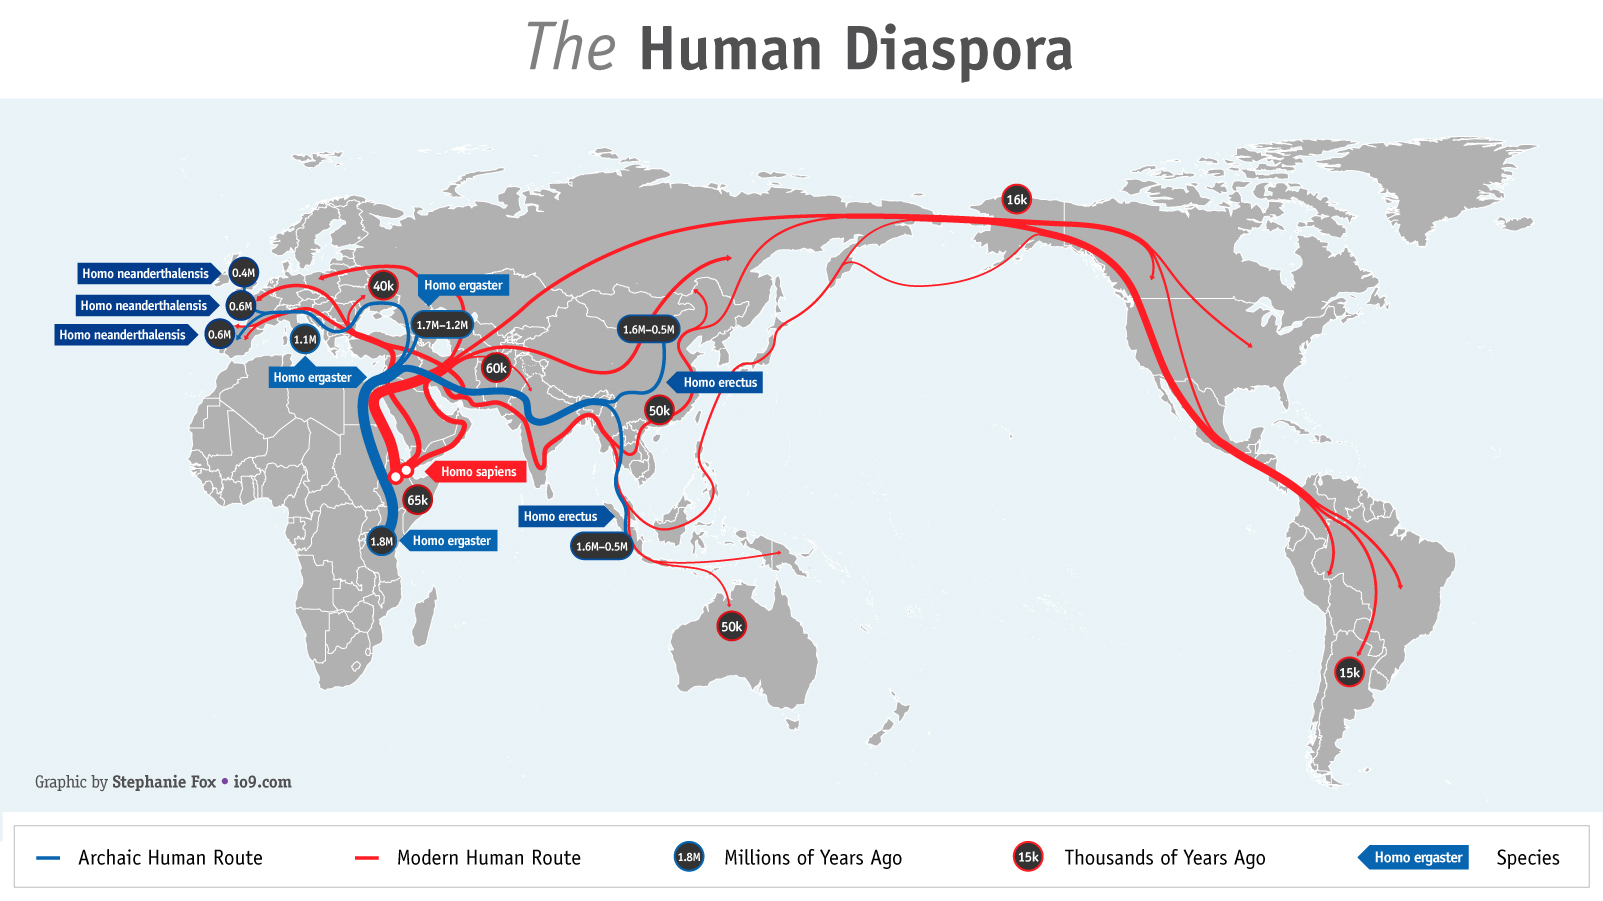 The Human Diaspora
16k
Homo neanderthalensis
0.4M
40k
Homo ergaster
Homo neanderthalensis
0.6M
1.7M–1.2M
1.6M–0.5M
Homo neanderthalensis
0.6M
1.1M
60k
Homo ergaster
Homo erectus
50k
Homo sapiens
65k
Homo erectus
1.8M
Homo ergaster
1.6M–0.5M
50k
15k
Graphic by Stephanie Fox • io9.com
Archaic Human Route
Modern Human Route
1.8M
Millions of Years Ago
15k
Thousands of Years Ago
Homo ergaster
Species